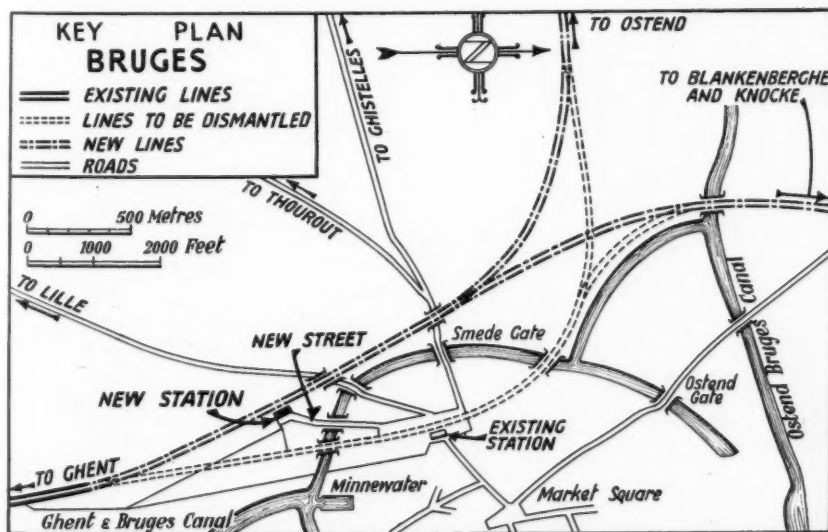 KEY PLAN
BRUGES
EXISTING LINES
LINES TO BE DISMANTLED
NEW LINES
ROADS
0 500 Metres
0 1000 2000 Feet
N
TO OSTEND
TO BLANKENBERGHE
AND KNOCKE
TO GHISTELLES
TO THOUROUT
TO LILLE
NEW STREET
NEW STATION
Smede Gate
Ostend
Gate
Ostend Bruges Canal
EXISTING
STATION
TO GHENT
Minnewater
Market Square
Ghent & Bruges Canal